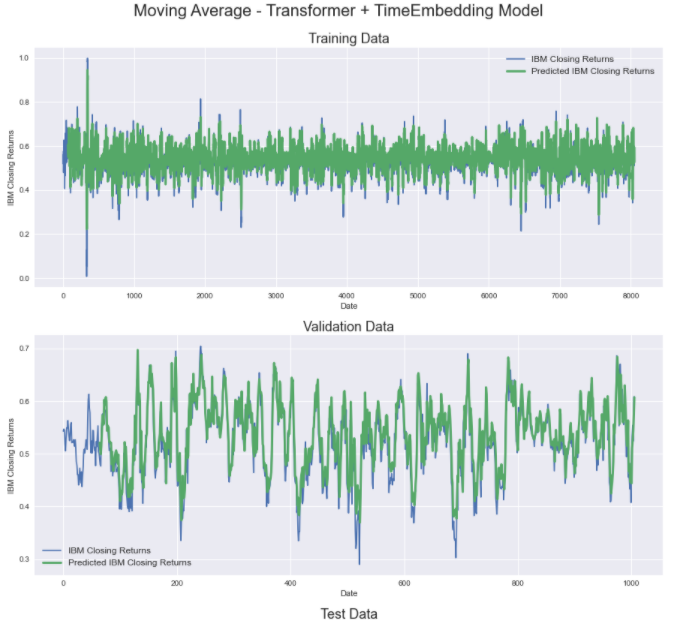 Moving Average - Transformer + TimeEmbedding Model
Training Data
IBM Closing Returns
Predicted IBM Closing Returns
1.0
0.8
0.6
0.4
0.2
0.0
IBM Closing Returns
0 1000 2000 3000 4000 5000 6000 7000 8000
Date
Validation Data
0.7
0.6
0.5
0.4
0.3
IBM Closing Returns
IBM Closing Returns
Predicted IBM Closing Returns
0 200 400 600 800 1000
Date
Test Data